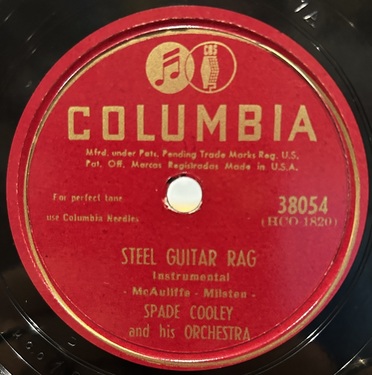 CBS
COLUMBIA
Mfrd. under Pats. Pending Trade Marks Reg. U.S.
Pat. Off. Marcas Registradas Made in U.S.A.
For perfect tone
use Columbia Needles
38054
(HCO 1820)
STEEL GUITAR RAG
Instrumental
- McAuliffe - Milsten -
SPADE COOLEY
and his ORCHESTRA